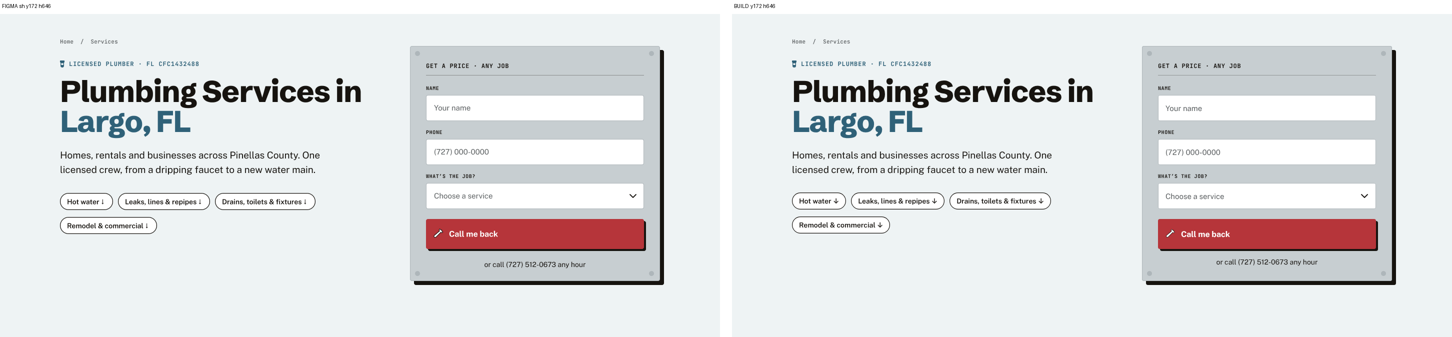 FIGMA sh y172 h646
Home / Services
LICENSED PLUMBER · FL CFC1432488
Plumbing Services in
Largo, FL
Homes, rentals and businesses across Pinellas County. One
licensed crew, from a dripping faucet to a new water main.
Hot water ↓
Leaks, lines & repipes ↓
Drains, toilets & fixtures ↓
Remodel & commercial ↓
GET A PRICE · ANY JOB
NAME
Your name
PHONE
(727) 000-0000
WHAT'S THE JOB?
Choose a service
Call me back
or call (727) 512-0673 any hour
BUILD y172 h646
Home / Services
LICENSED PLUMBER · FL CFC1432488
Plumbing Services in
Largo, FL
Homes, rentals and businesses across Pinellas County. One
licensed crew, from a dripping faucet to a new water main.
Hot water ↓
Leaks, lines & repipes ↓
Drains, toilets & fixtures ↓
Remodel & commercial ↓
GET A PRICE · ANY JOB
NAME
Your name
PHONE
(727) 000-0000
WHAT'S THE JOB?
Choose a service
Call me back
or call (727) 512-0673 any hour